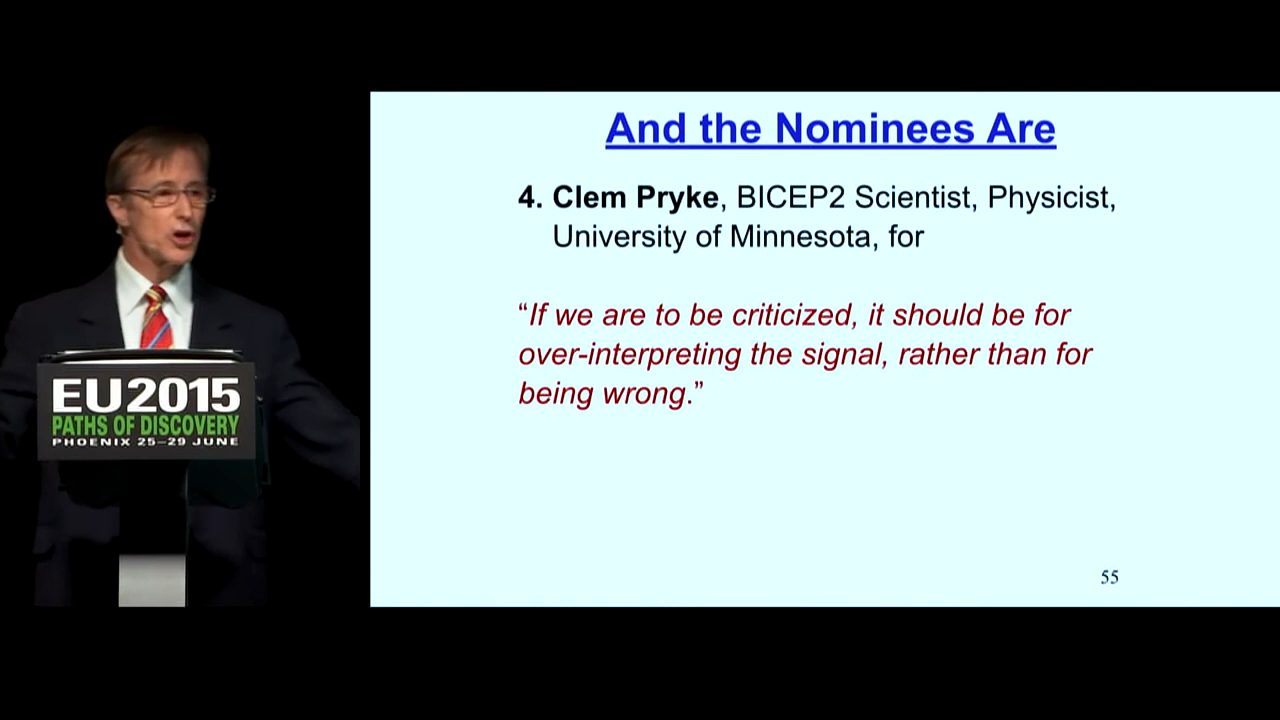 And the Nominees Are
4. Clem Pryke, BICEP2 Scientist, Physicist,
University of Minnesota, for
“If we are to be criticized, it should be for
over-interpreting the signal, rather than for
being wrong.”
55
EU2015
PATHS OF DISCOVERY
PHOENIX 25–29 JUNE